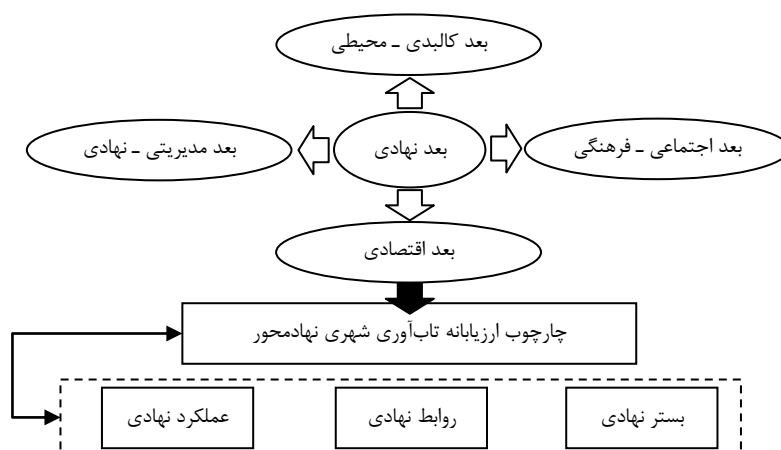 بعد کالبدی ـ محیطی
بعد اجتماعی ـ فرهنگی
بعد نهادی
بعد مدیریتی ـ نهادی
بعد اقتصادی
چارچوب ارزیابانه تاب‌آوری شهری نهادمحور
بستر نهادی
روابط نهادی
عملکرد نهادی